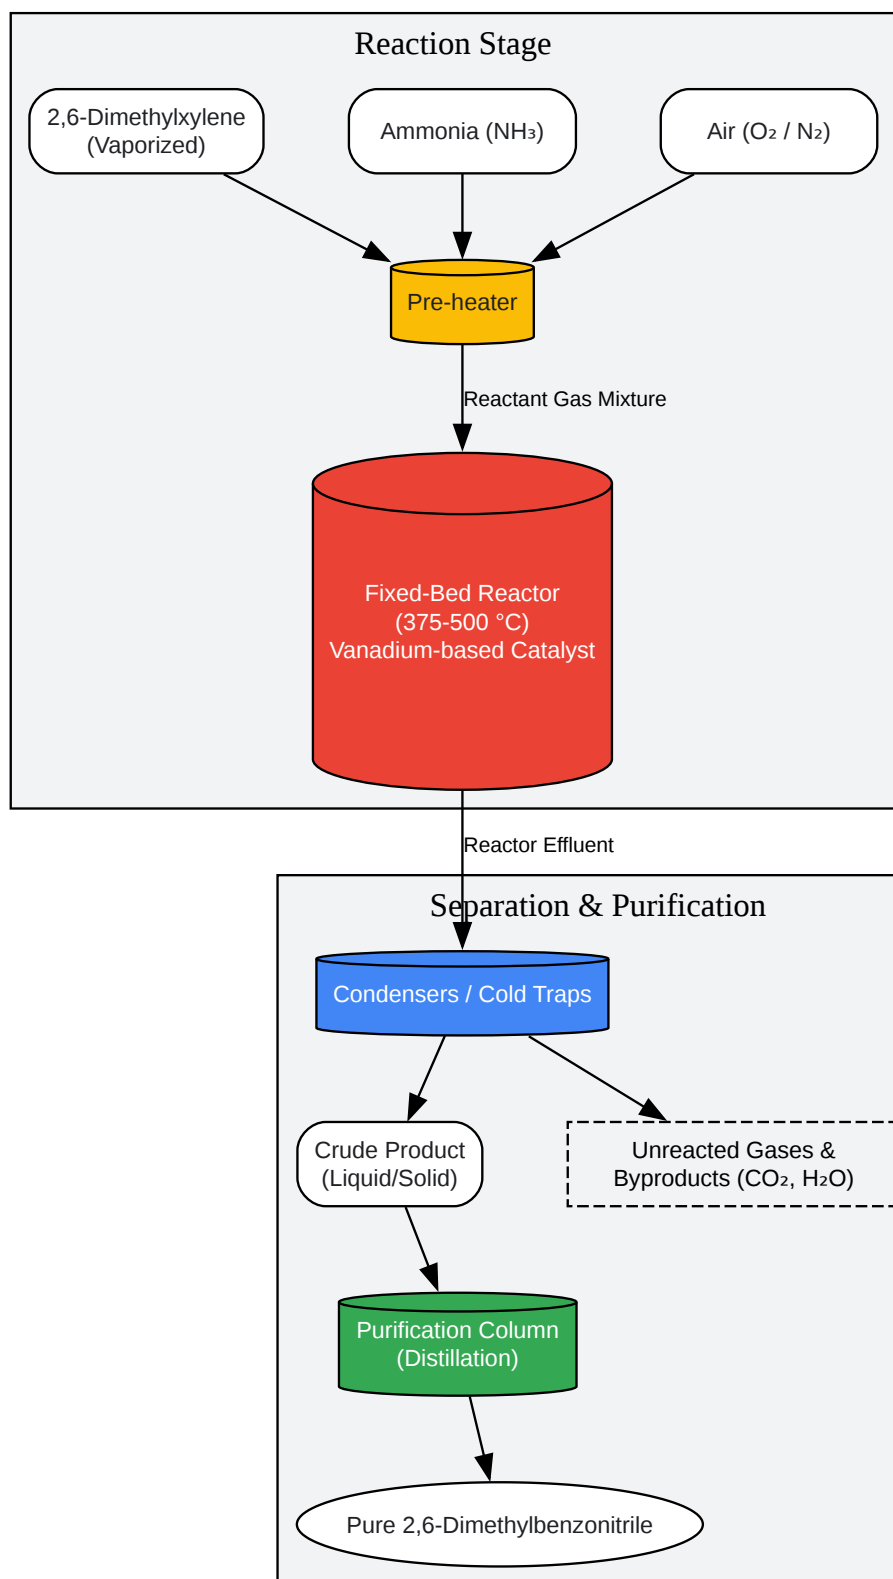 Reaction Stage
2,6-Dimethylxylene
(Vaporized)
Ammonia (NH₃)
Air (O₂ / N₂)
Pre-heater
Reactant Gas Mixture
Fixed-Bed Reactor
(375-500 °C)
Vanadium-based Catalyst
Reactor Effluent
Separation & Purification
Condensers / Cold Traps
Crude Product
(Liquid/Solid)
Unreacted Gases &
Byproducts (CO₂, H₂O)
Purification Column
(Distillation)
Pure 2,6-Dimethylbenzonitrile